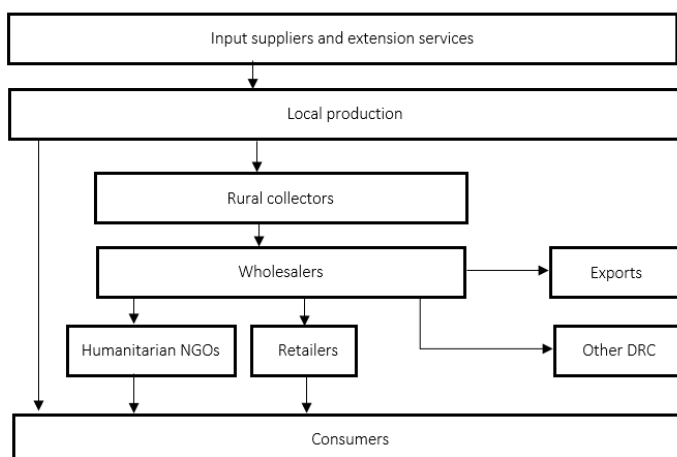 Input suppliers and extension services
Local production
Rural collectors
Wholesalers
Exports
Humanitarian NGOs
Retailers
Other DRC
Consumers